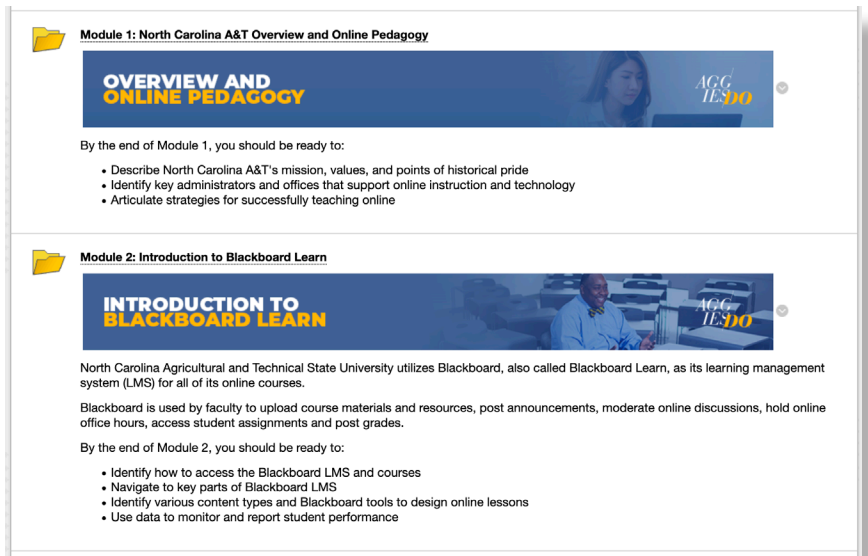 Module 1: North Carolina A&T Overview and Online Pedagogy
OVERVIEW AND
ONLINE PEDAGOGY
AGG
IESDO
By the end of Module 1, you should be ready to:
• Describe North Carolina A&T's mission, values, and points of historical pride
• Identify key administrators and offices that support online instruction and technology
• Articulate strategies for successfully teaching online
Module 2: Introduction to Blackboard Learn
INTRODUCTION TO
BLACKBOARD LEARN
AGG
IESDO
North Carolina Agricultural and Technical State University utilizes Blackboard, also called Blackboard Learn, as its learning management
system (LMS) for all of its online courses.
Blackboard is used by faculty to upload course materials and resources, post announcements, moderate online discussions, hold online
office hours, access student assignments and post grades.
By the end of Module 2, you should be ready to:
• Identify how to access the Blackboard LMS and courses
• Navigate to key parts of Blackboard LMS
• Identify various content types and Blackboard tools to design online lessons
• Use data to monitor and report student performance